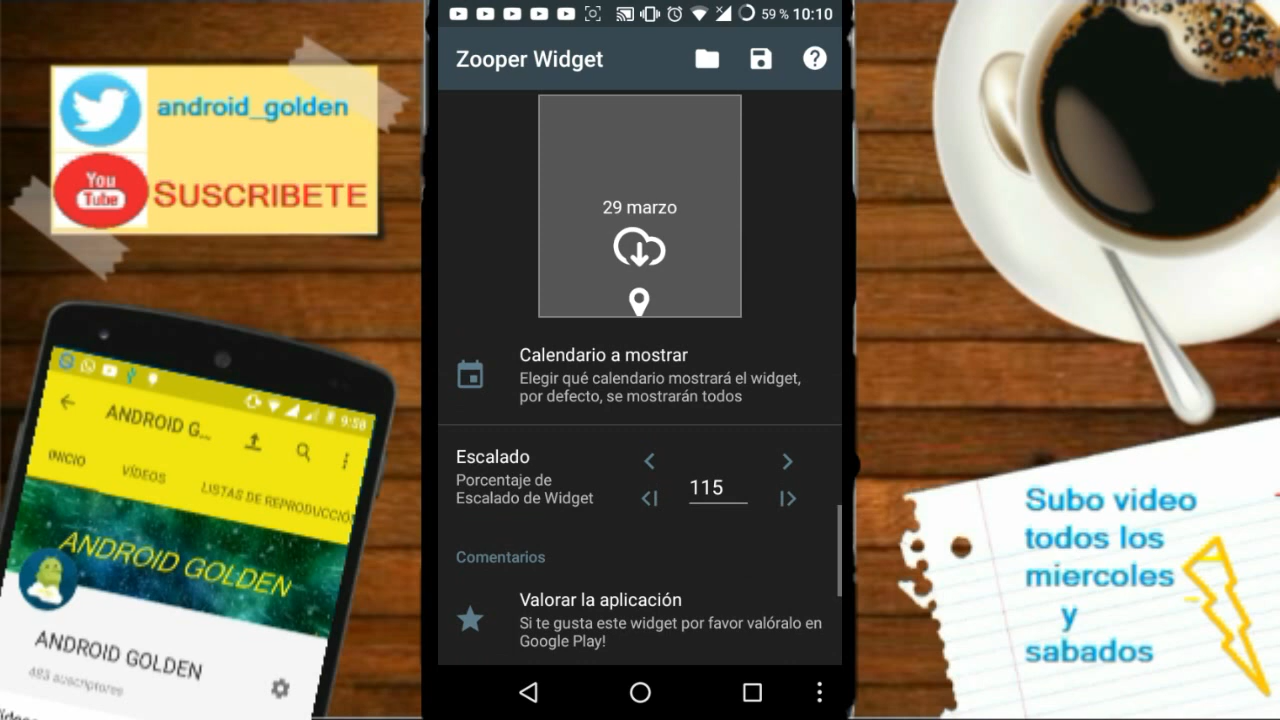 android_golden
You
Tube
SUSCRIBETE
9:58
ANDROID G...
INICIO
VÍDEOS
LISTAS DE REPRODUCCIÓ
ANDROID GOLDEN
ANDROID GOLDEN
493 suscriptores
59 % 10:10
Zooper Widget
29 marzo
Calendario a mostrar
Elegir qué calendario mostrará el widget,
por defecto, se mostrarán todos
Escalado
Porcentaje de
Escalado de Widget
115
Comentarios
Valorar la aplicación
Si te gusta este widget por favor valóralo en
Google Play!
Subo video
todos los
miercoles
y
sabados